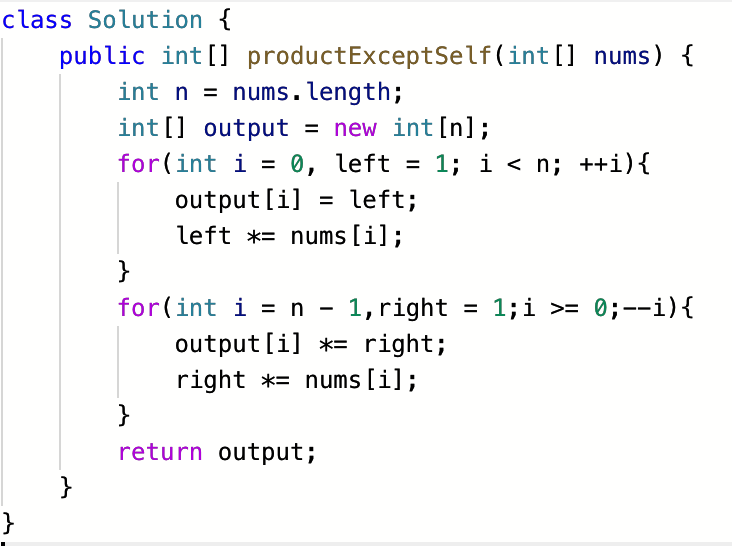 class Solution {
    public int[] productExceptSelf(int[] nums) {
        int n = nums.length;
        int[] output = new int[n];
        for(int i = 0, left = 1; i < n; ++i){
            output[i] = left;
            left *= nums[i];
        }
        for(int i = n - 1,right = 1;i >= 0;--i){
            output[i] *= right;
            right *= nums[i];
        }
        return output;
    }
}